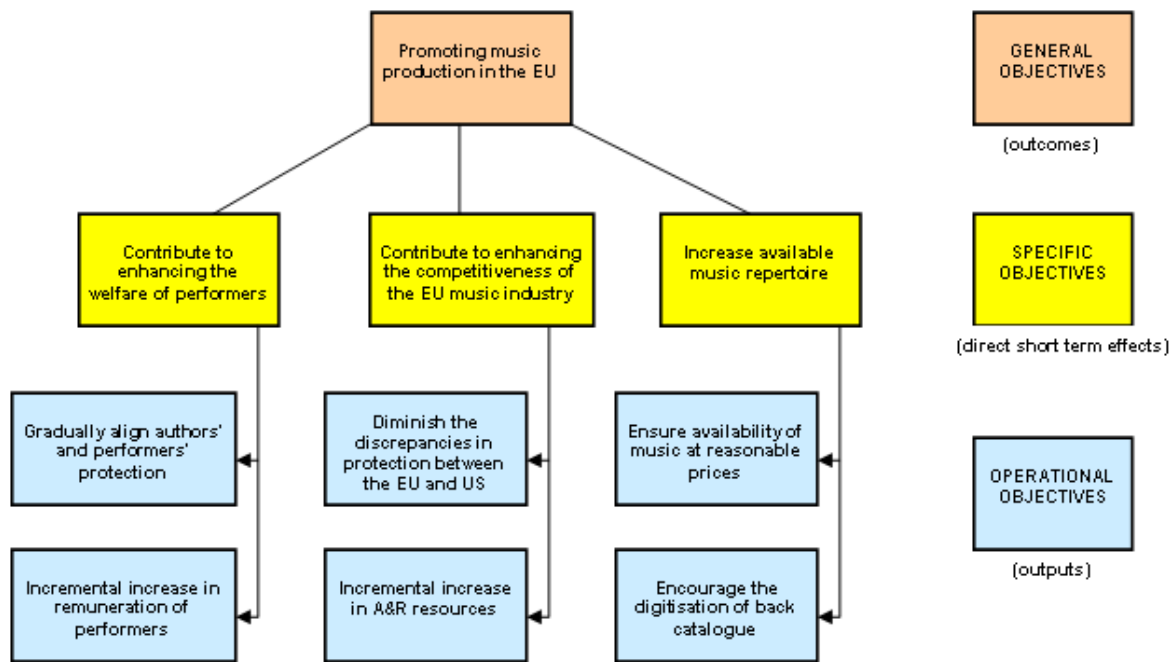 Promoting music
production in the EU
GENERAL
OBJECTIVES
(outcomes)
Contribute to
enhancing the
welfare of performers
Contribute to enhancing
the competitiveness of
the EU music industry
Increase available
music repertoire
SPECIFIC
OBJECTIVES
(direct short term effects)
Gradually align authors'
and performers'
protection
Diminish the
discrepancies in
protection between
the EU and US
Ensure availability of
music at reasonable
prices
OPERATIONAL
OBJECTIVES
(outputs)
Incremental increase in
remuneration of
performers
Incremental increase
in A&R resources
Encourage the
digitisation of back
catalogue